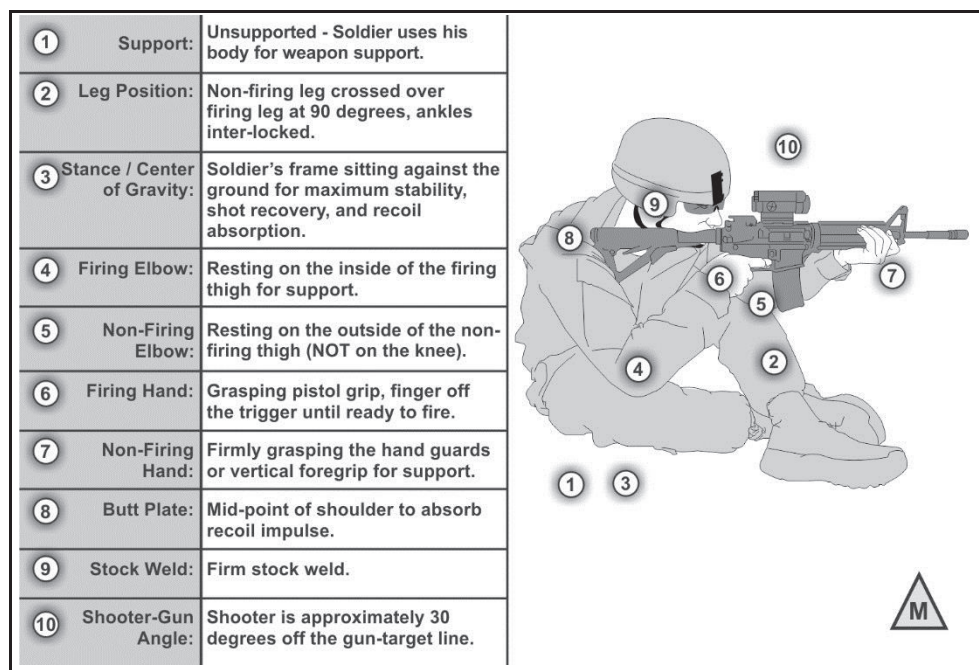 1 Support: Unsupported - Soldier uses his
body for weapon support.
2 Leg Position: Non-firing leg crossed over
firing leg at 90 degrees, ankles
inter-locked.
3 Stance / Center
of Gravity: Soldier’s frame sitting against the
ground for maximum stability,
shot recovery, and recoil
absorption.
4 Firing Elbow: Resting on the inside of the firing
thigh for support.
5 Non-Firing
Elbow: Resting on the outside of the non-
firing thigh (NOT on the knee).
6 Firing Hand: Grasping pistol grip, finger off
the trigger until ready to fire.
7 Non-Firing
Hand: Firmly grasping the hand guards
or vertical foregrip for support.
8 Butt Plate: Mid-point of shoulder to absorb
recoil impulse.
9 Stock Weld: Firm stock weld.
10 Shooter-Gun
Angle: Shooter is approximately 30
degrees off the gun-target line.
10
9
8
7
6
5
4
2
1 3
M